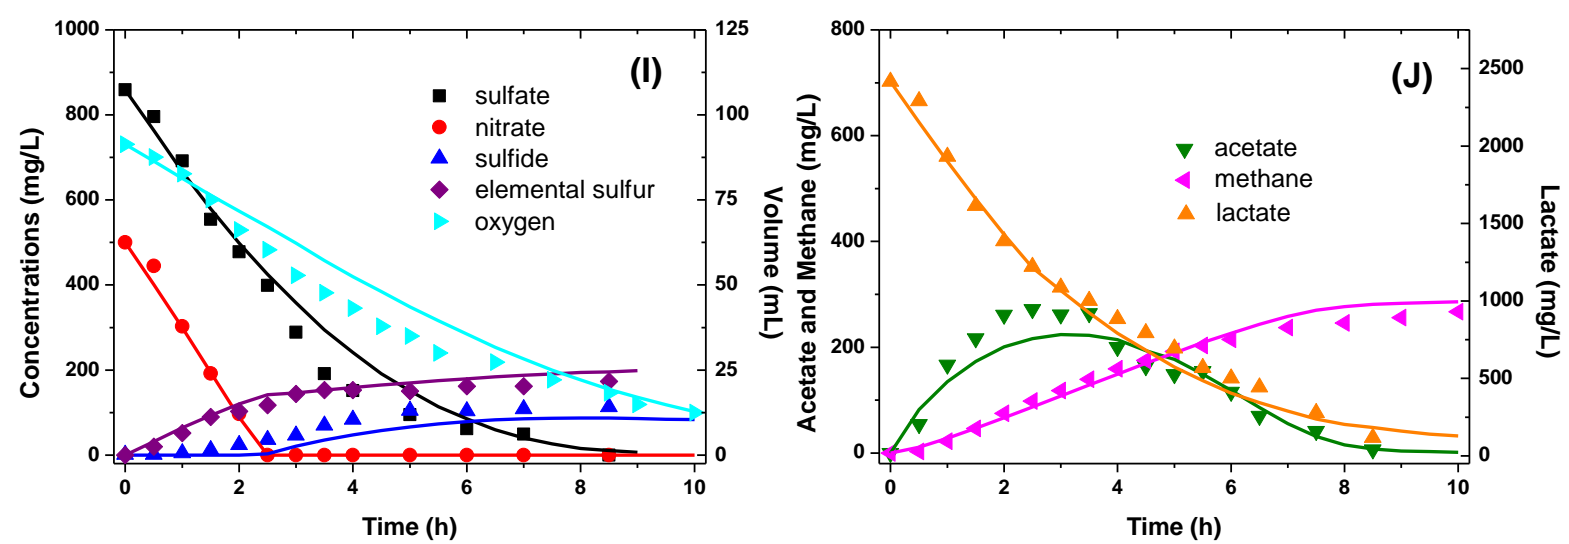 (I)
sulfate
nitrate
sulfide
elemental sulfur
oxygen
Concentrations (mg/L)
1000
800
600
400
200
0
125
100
75
50
25
0
Volume (mL)
0 2 4 6 8 10
Time (h)
(J)
acetate
methane
lactate
Acetate and Methane (mg/L)
800
600
400
200
0
2500
2000
1500
1000
500
0
Lactate (mg/L)
0 2 4 6 8 10
Time (h)